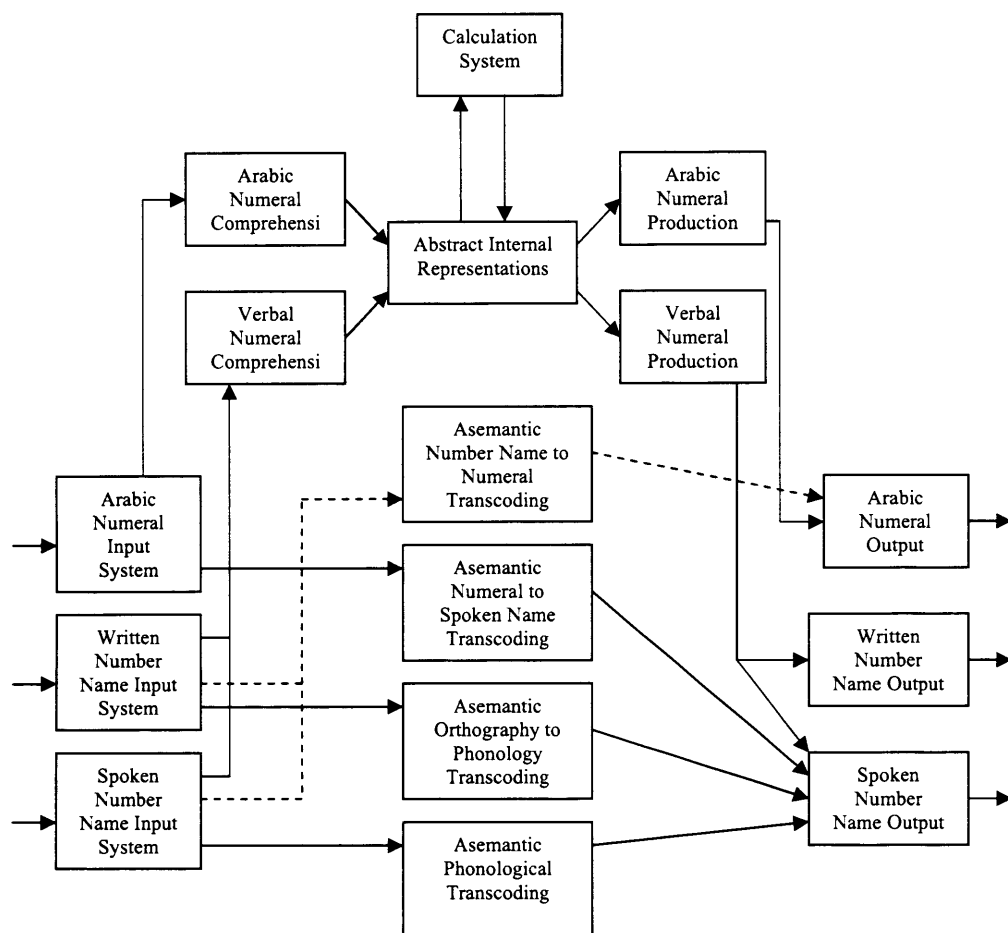 Calculation
System
Arabic
Numeral
Comprehensi
Abstract Internal
Representations
Arabic
Numeral
Production
Verbal
Numeral
Comprehensi
Verbal
Numeral
Production
Asemantic
Number Name to
Numeral
Transcoding
Arabic
Numeral
Input
System
Arabic
Numeral
Output
Asemantic
Numeral to
Spoken Name
Transcoding
Written
Number
Name Input
System
Written
Number
Name Output
Asemantic
Orthography to
Phonology
Transcoding
Spoken
Number
Name Input
System
Spoken
Number
Name Output
Asemantic
Phonological
Transcoding